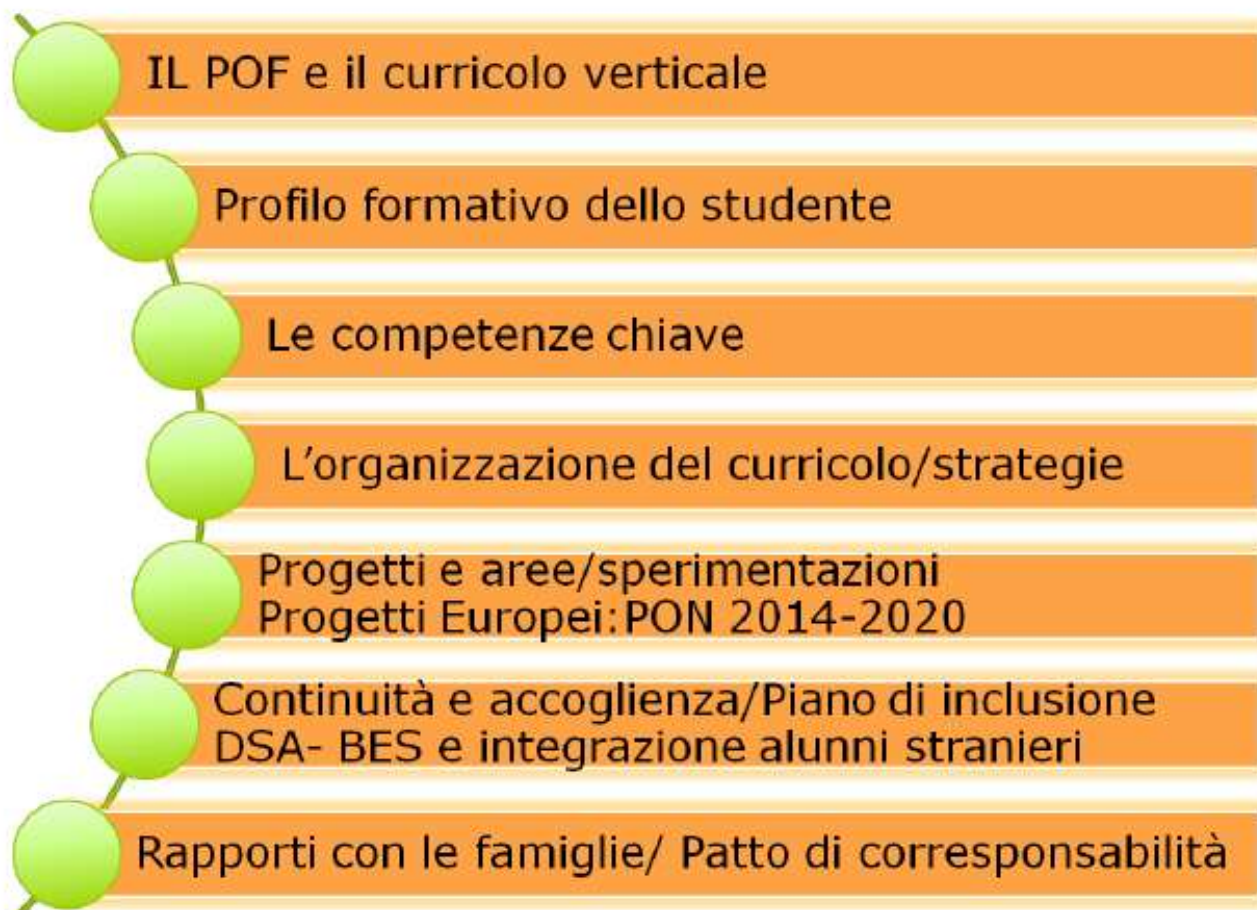 IL POF e il curricolo verticale
Profilo formativo dello studente
Le competenze chiave
L'organizzazione del curricolo/strategie
Progetti e aree/sperimentazioni
Progetti Europei:PON 2014-2020
Continuità e accoglienza/Piano di inclusione
DSA- BES e integrazione alunni stranieri
Rapporti con le famiglie/ Patto di corresponsabilità